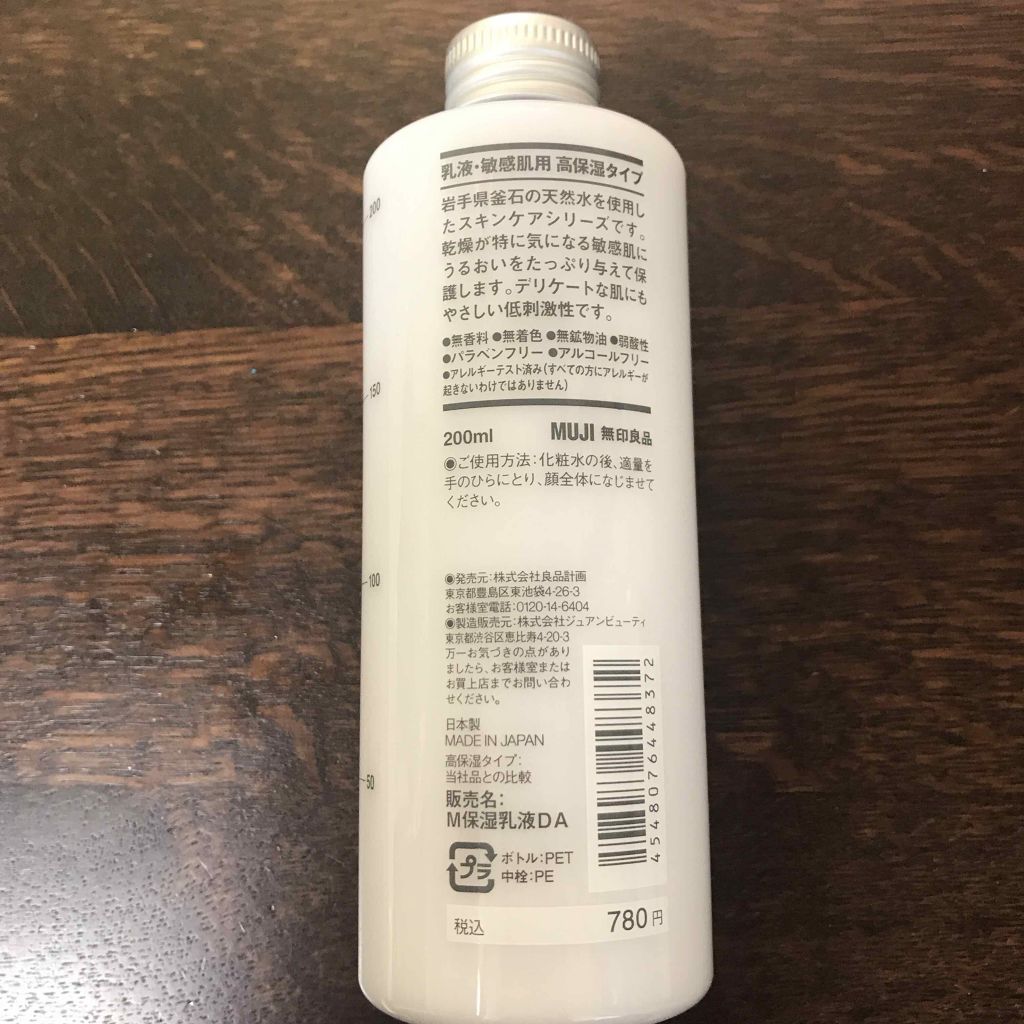 乳液・敏感肌用 高保湿タイプ
岩手県釜石の天然水を使用し
たスキンケアシリーズです。
乾燥が特に気になる敏感肌に
うるおいをたっぷり与えて保
護します。デリケートな肌にも
やさしい低刺激性です。
●無香料 ●無着色 ●無鉱物油 ●弱酸性
●パラベンフリー ●アルコールフリー
●アレルギーテスト済み(すべての方にアレルギーが
起きないわけではありません)
200ml MUJI 無印良品
◉ご使用方法:化粧水の後、適量を
手のひらにとり、顔全体になじませて
ください。
◉発売元:株式会社良品計画
東京都豊島区東池袋4-26-3
お客様室電話:0120-14-6404
◉製造販売元:株式会社ジュアンビューティ
東京都渋谷区恵比寿4-20-3
万一お気づきの点があり
ましたら、お客様室または
お買上店までお問い合わ
せください。
日本製
MADE IN JAPAN
高保湿タイプ:
当社品との比較
販売名:
M保湿乳液DA
プラ
ボトル:PET
中栓:PE
4548076448372
税込 780円
200
150
100
50